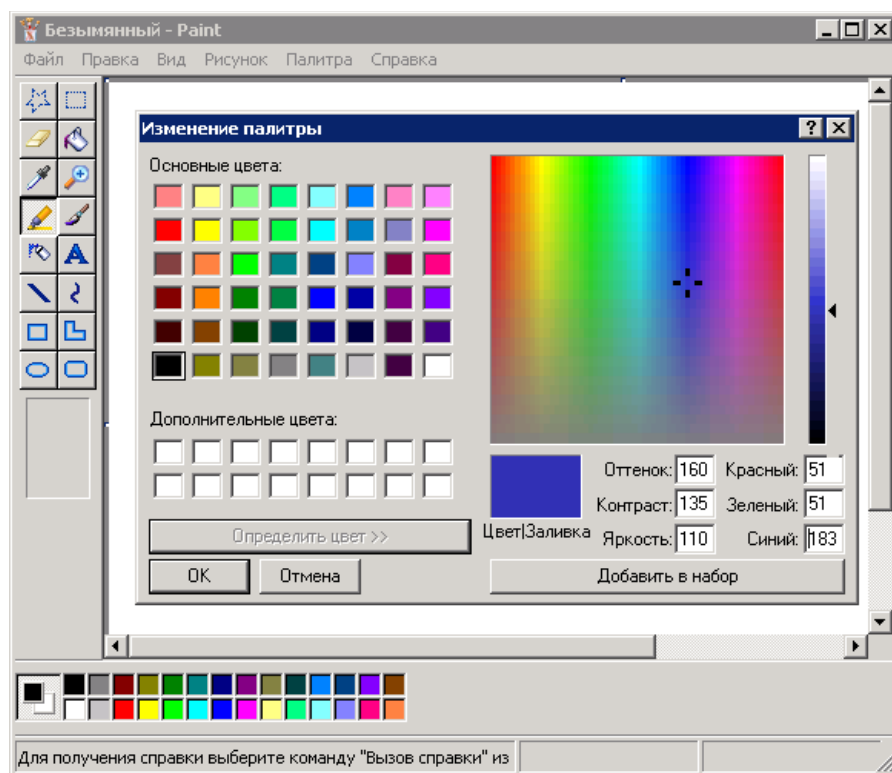 Безымянный - Paint
Файл Правка Вид Рисунок Палитра Справка
Изменение палитры
Основные цвета:
Дополнительные цвета:
Определить цвет >>
OK Отмена
Цвет|Заливка
Оттенок: 160 Красный: 51
Контраст: 135 Зеленый: 51
Яркость: 110 Синий: 183
Добавить в набор
A
Для получения справки выберите команду "Вызов справки" из